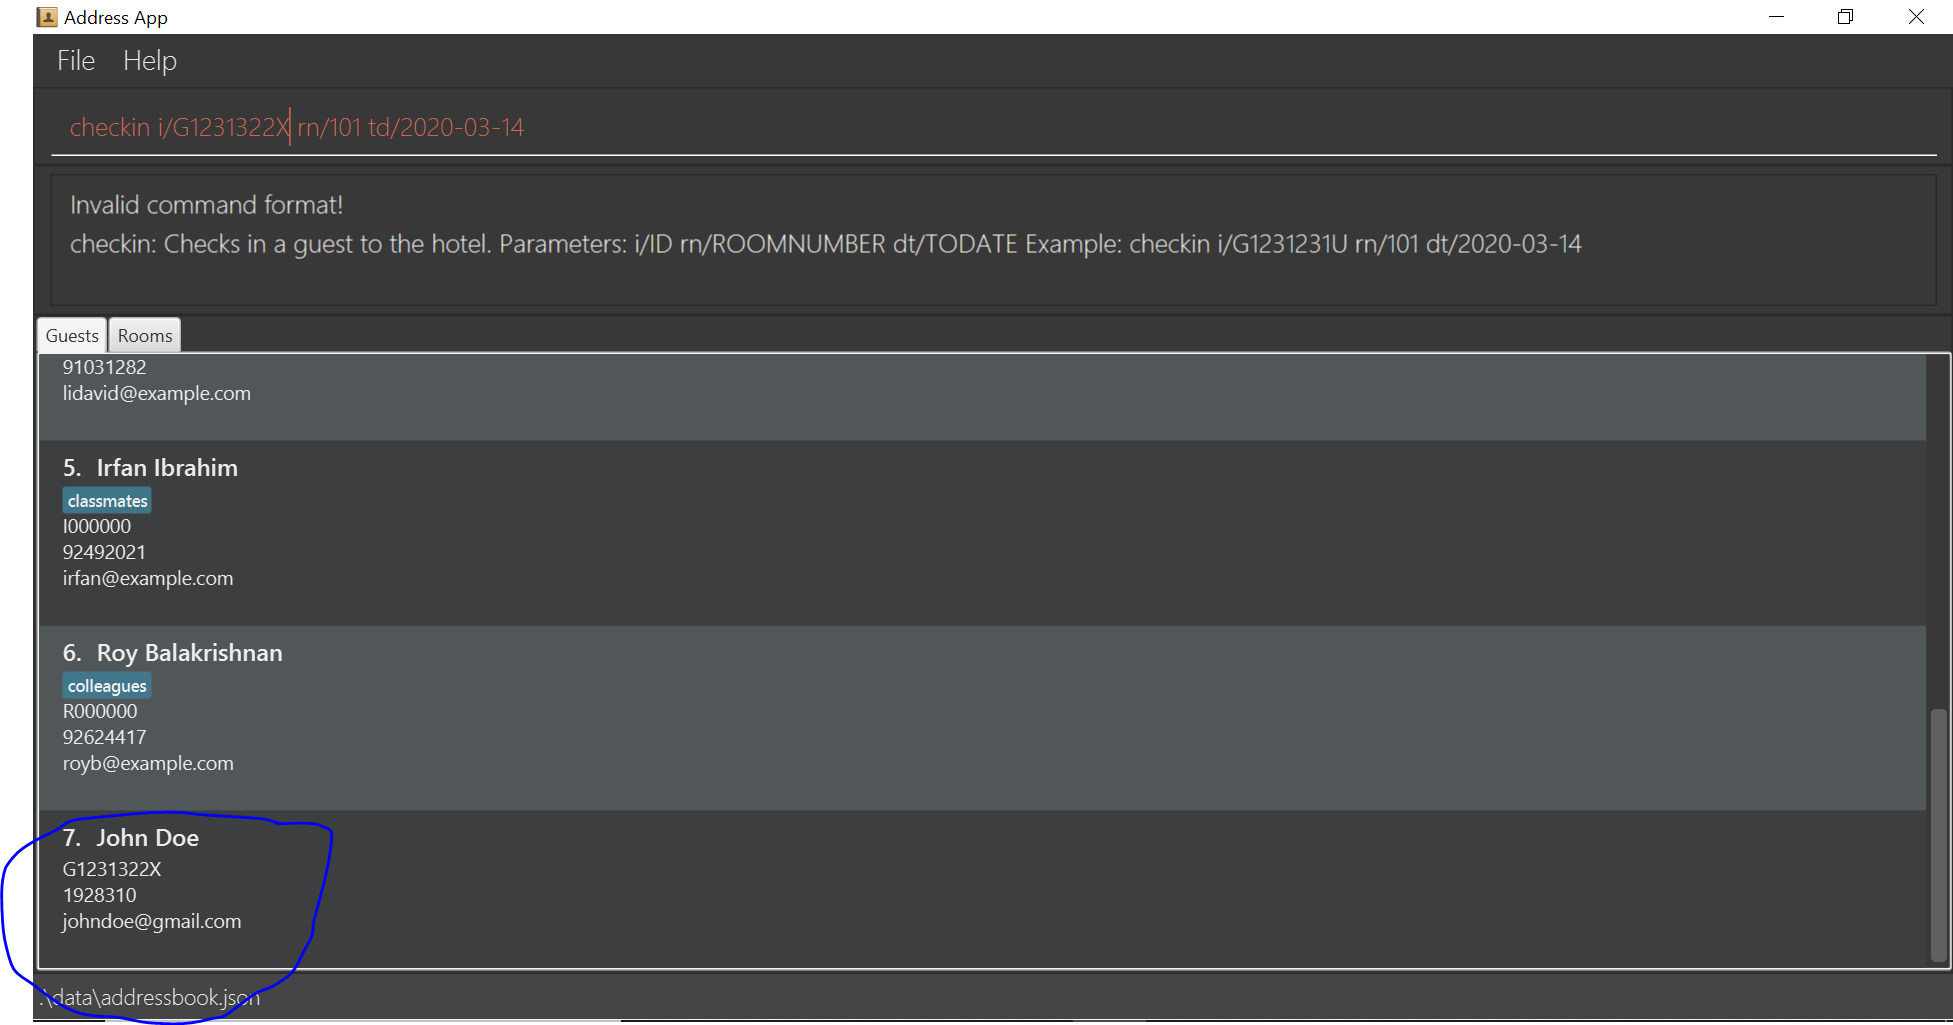 Address App
File Help
checkin i/G1231322X rn/101 td/2020-03-14
Invalid command format!
checkin: Checks in a guest to the hotel. Parameters: i/ID rn/ROOMNUMBER dt/TODATE Example: checkin i/G1231231U rn/101 dt/2020-03-14
Guests Rooms
91031282
lidavid@example.com
5. Irfan Ibrahim
classmates
I000000
92492021
irfan@example.com
6. Roy Balakrishnan
colleagues
R000000
92624417
royb@example.com
7. John Doe
G1231322X
1928310
johndoe@gmail.com
.\data\addressbook.json